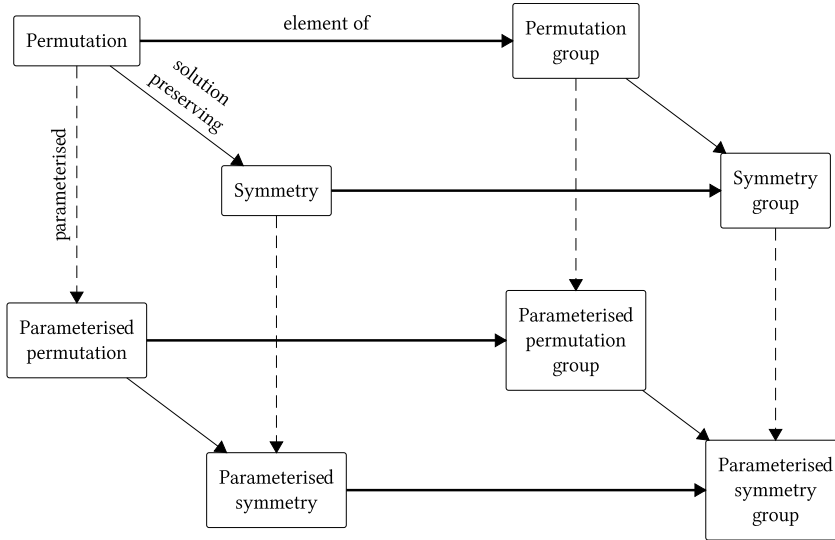 Permutation
element of
Permutation
group
solution
preserving
parameterised
Symmetry
Symmetry
group
Parameterised
permutation
Parameterised
permutation
group
Parameterised
symmetry
Parameterised
symmetry
group